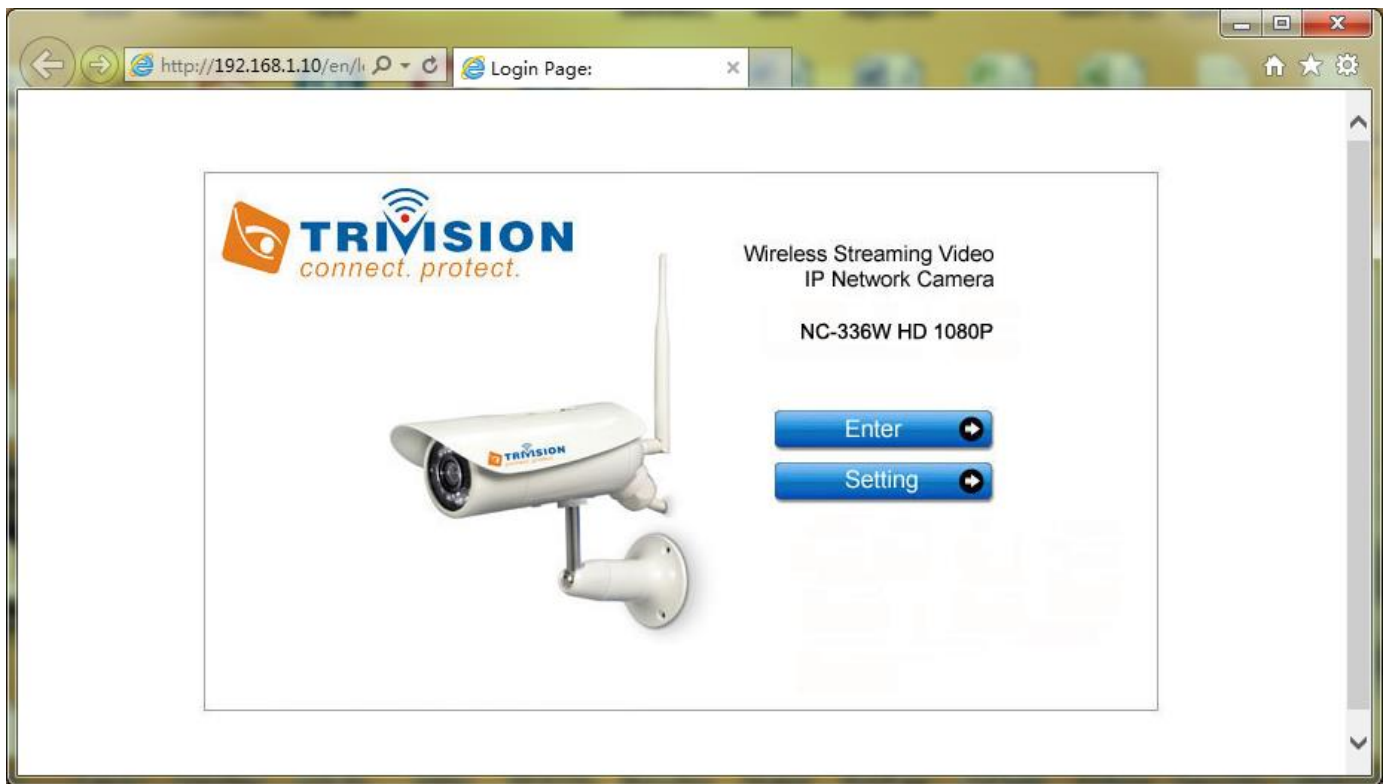 http://192.168.1.10/en/l
Login Page:
TRIVISION
connect. protect.
Wireless Streaming Video
IP Network Camera
NC-336W HD 1080P
TRIVISION
Enter
Setting